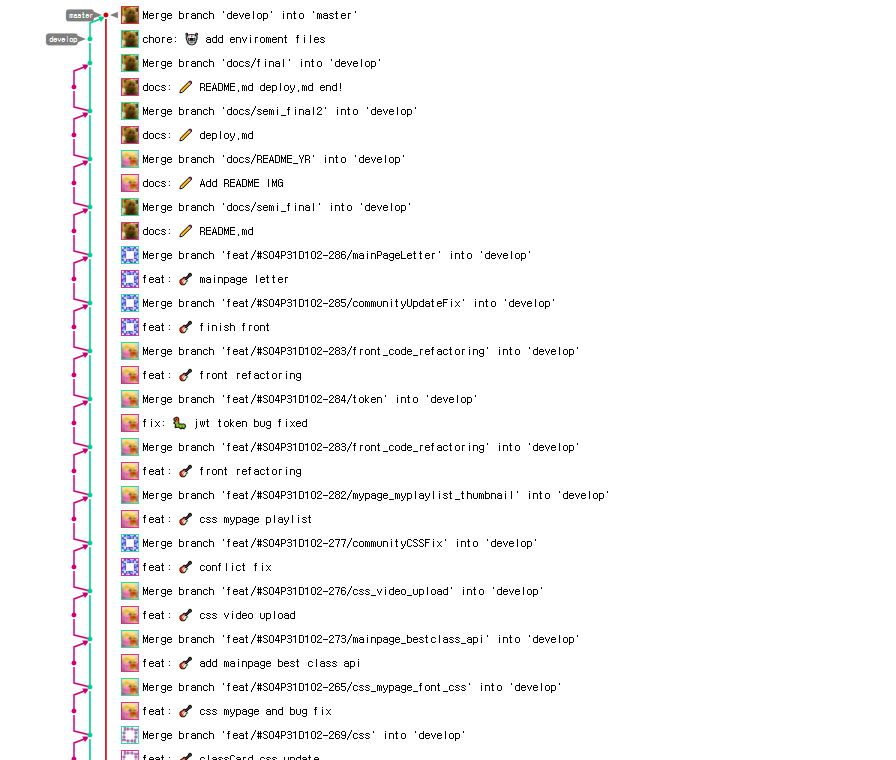 master
Merge branch 'develop' into 'master'
develop
chore: add enviroment files
Merge branch 'docs/final' into 'develop'
docs: README.md deploy.md end!
Merge branch 'docs/semi_final2' into 'develop'
docs: deploy.md
Merge branch 'docs/README_YR' into 'develop'
docs: Add README IMG
Merge branch 'docs/semi_final' into 'develop'
docs: README.md
Merge branch 'feat/#S04P31D102-286/mainPageLetter' into 'develop'
feat: mainpage letter
Merge branch 'feat/#S04P31D102-285/communityUpdateFix' into 'develop'
feat: finish front
Merge branch 'feat/#S04P31D102-283/front_code_refactoring' into 'develop'
feat: front refactoring
Merge branch 'feat/#S04P31D102-284/token' into 'develop'
fix: jwt token bug fixed
Merge branch 'feat/#S04P31D102-283/front_code_refactoring' into 'develop'
feat: front refactoring
Merge branch 'feat/#S04P31D102-282/mypage_myplaylist_thumbnail' into 'develop'
feat: css mypage playlist
Merge branch 'feat/#S04P31D102-277/communityCSSFix' into 'develop'
feat: conflict fix
Merge branch 'feat/#S04P31D102-276/css_video_upload' into 'develop'
feat: css video upload
Merge branch 'feat/#S04P31D102-273/mainpage_bestclass_api' into 'develop'
feat: add mainpage best class api
Merge branch 'feat/#S04P31D102-265/css_mypage_font_css' into 'develop'
feat: css mypage and bug fix
Merge branch 'feat/#S04P31D102-269/css' into 'develop'
feat: classCard css update